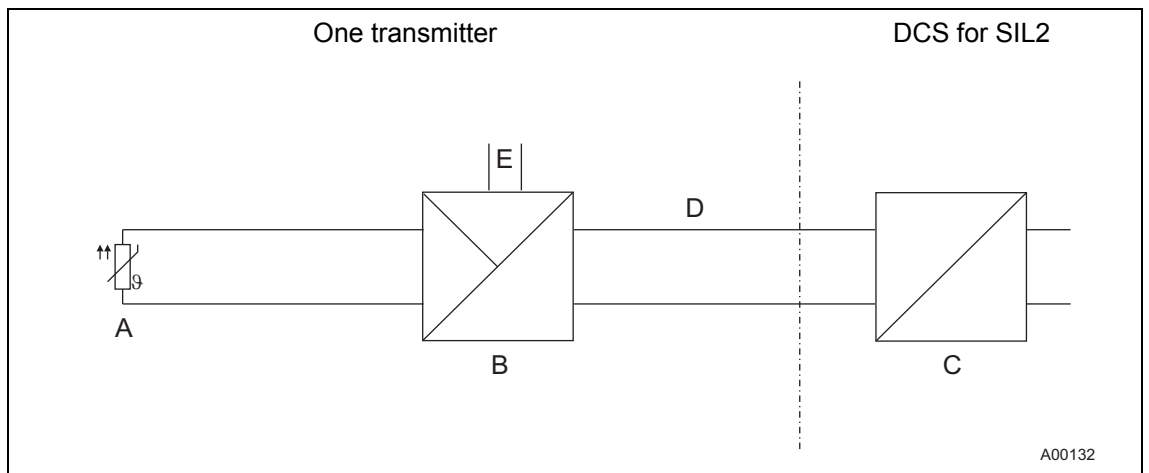 One transmitter
DCS for SIL2
E
D
ϑ
A
B
C
A00132